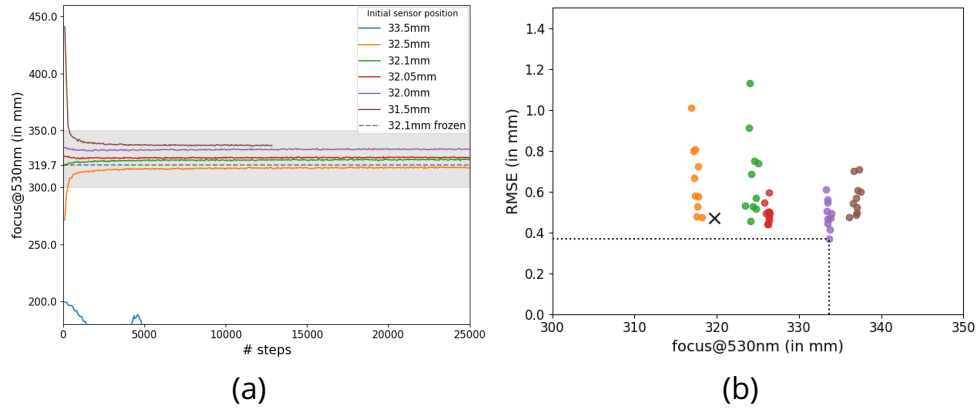 Initial sensor position
33.5mm
32.5mm
32.1mm
32.05mm
32.0mm
31.5mm
32.1mm frozen
focus@530nm (in mm)
450.0
400.0
350.0
319.7
300.0
200.0
0
5000
10000
15000
20000
25000
# steps
(a)
RMSE (in mm)
1.4
1.2
1.0
0.8
0.6
0.4
0.2
0.0
300
310
320
330
340
350
focus@530nm (in mm)
(b)